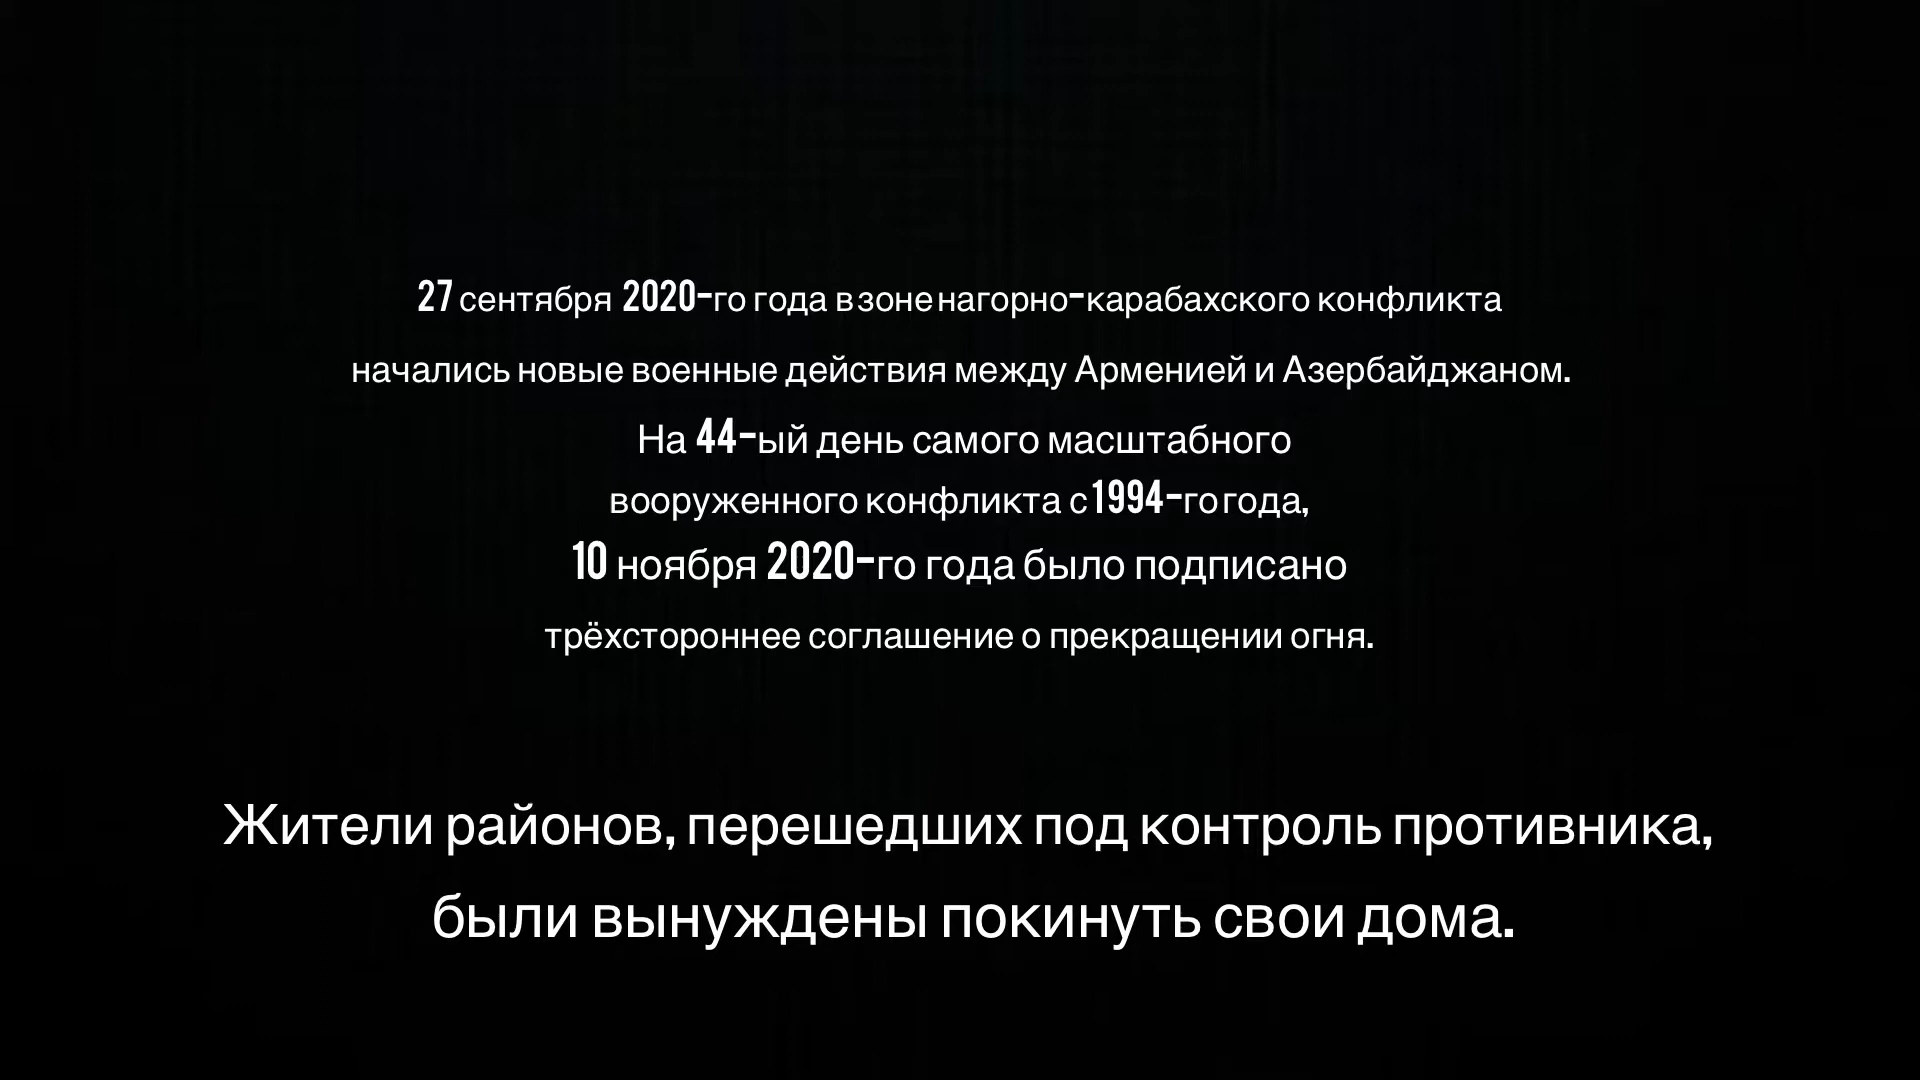 27 сентября 2020-го года в зоне нагорно-карабахского конфликта
начались новые военные действия между Арменией и Азербайджаном.
На 44-ый день самого масштабного
вооруженного конфликта с 1994-го года,
10 ноября 2020-го года было подписано
трёхстороннее соглашение о прекращении огня.
Жители районов, перешедших под контроль противника,
были вынуждены покинуть свои дома.